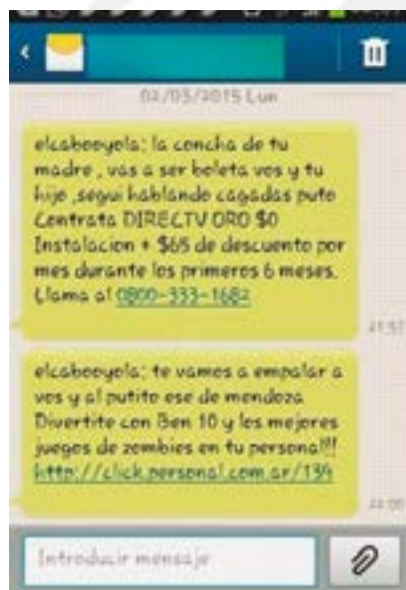 02/03/2015 Lun
elcabooyola; la concha de tu
madre , vas a ser boleta vos y tu
hijo ,segui hablando cagadas puto
Contrata DIRECTV ORO $0
Instalacion + $65 de descuento por
mes durante los primeros 6 meses.
Llama al 0800-333-1682
21:57
elcabooyola; te vamos a empalar a
vos y al putito ese de mendoza
Divertite con Ben 10 y los mejores
juegos de zombies en tu personal!!
http://click.personal.com.ar/134
22:00
Introducir mensaje